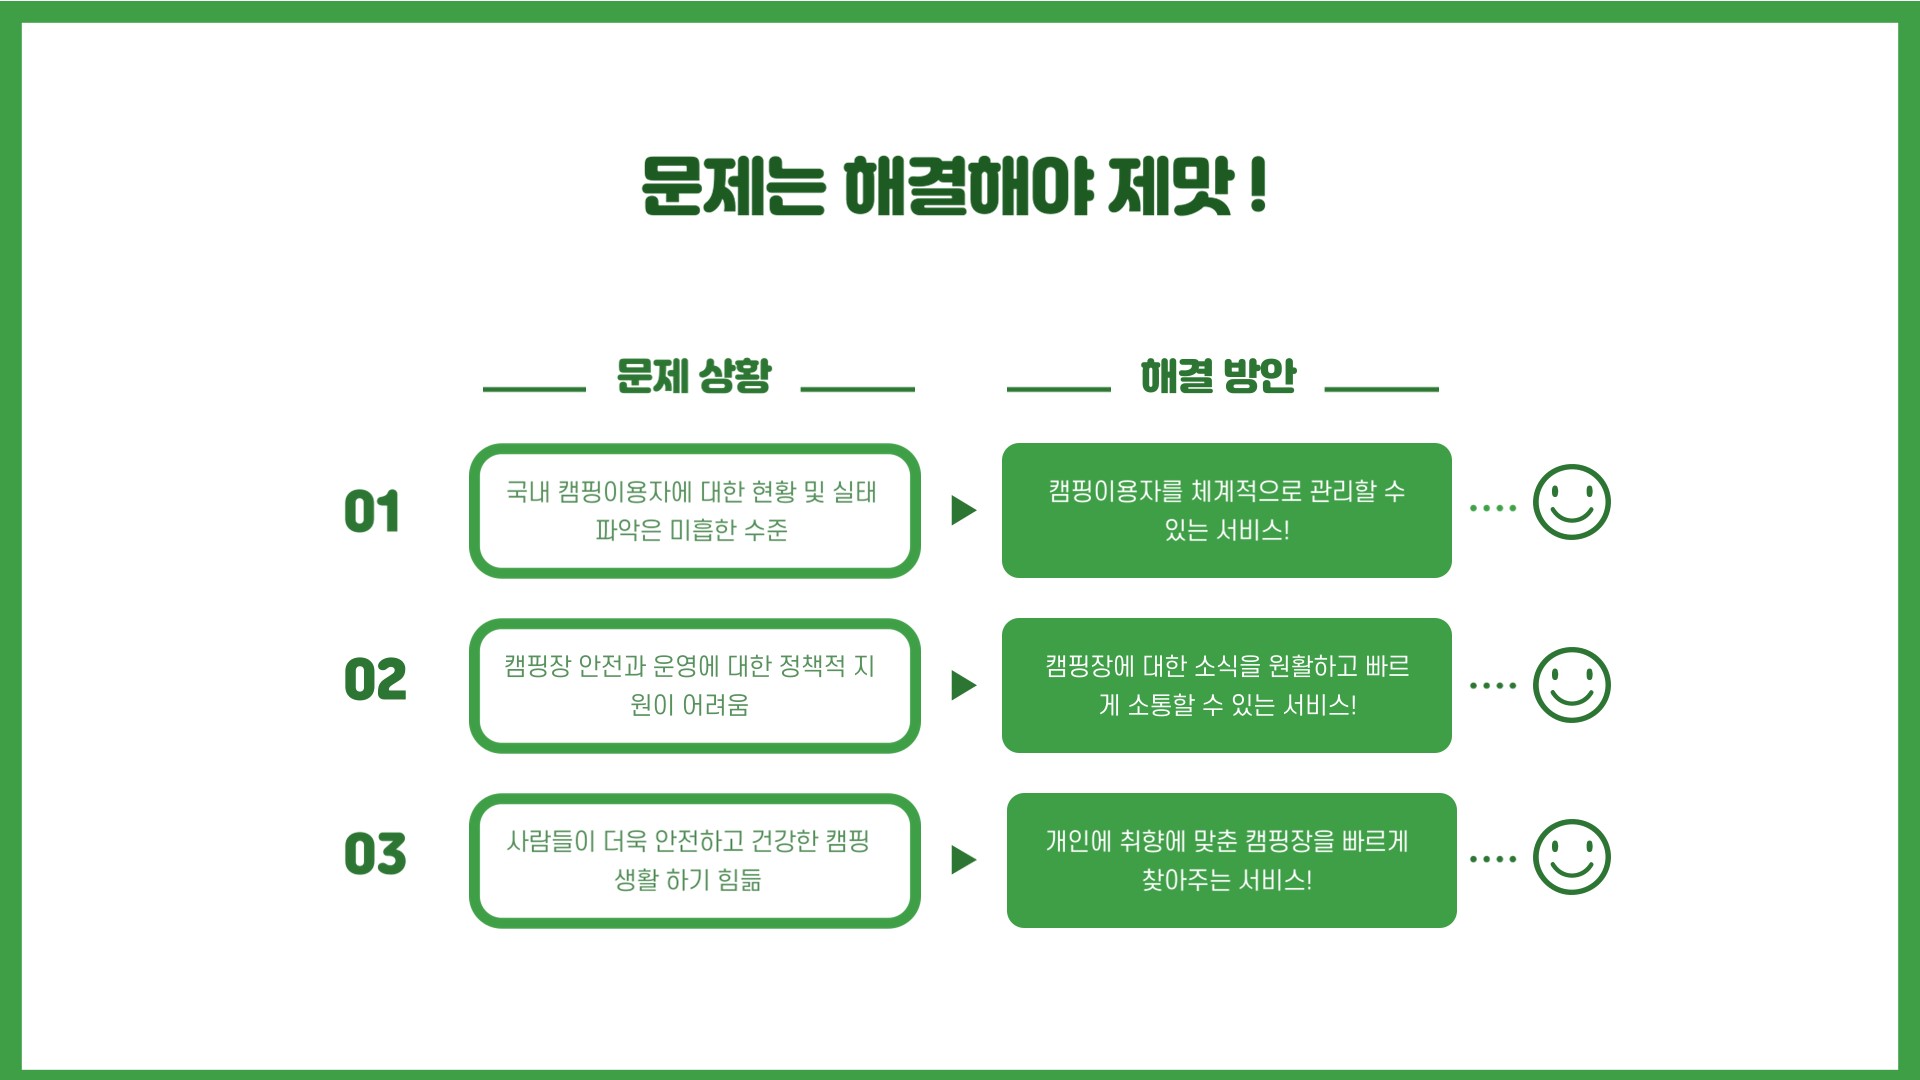 문제는 해결해야 제맛 !
문제 상황
해결 방안
01
국내 캠핑이용자에 대한 현황 및 실태
파악은 미흡한 수준
캠핑이용자를 체계적으로 관리할 수
있는 서비스!
02
캠핑장 안전과 운영에 대한 정책적 지
원이 어려움
캠핑장에 대한 소식을 원활하고 빠르
게 소통할 수 있는 서비스!
03
사람들이 더욱 안전하고 건강한 캠핑
생활 하기 힘듦
개인에 취향에 맞춘 캠핑장을 빠르게
찾아주는 서비스!